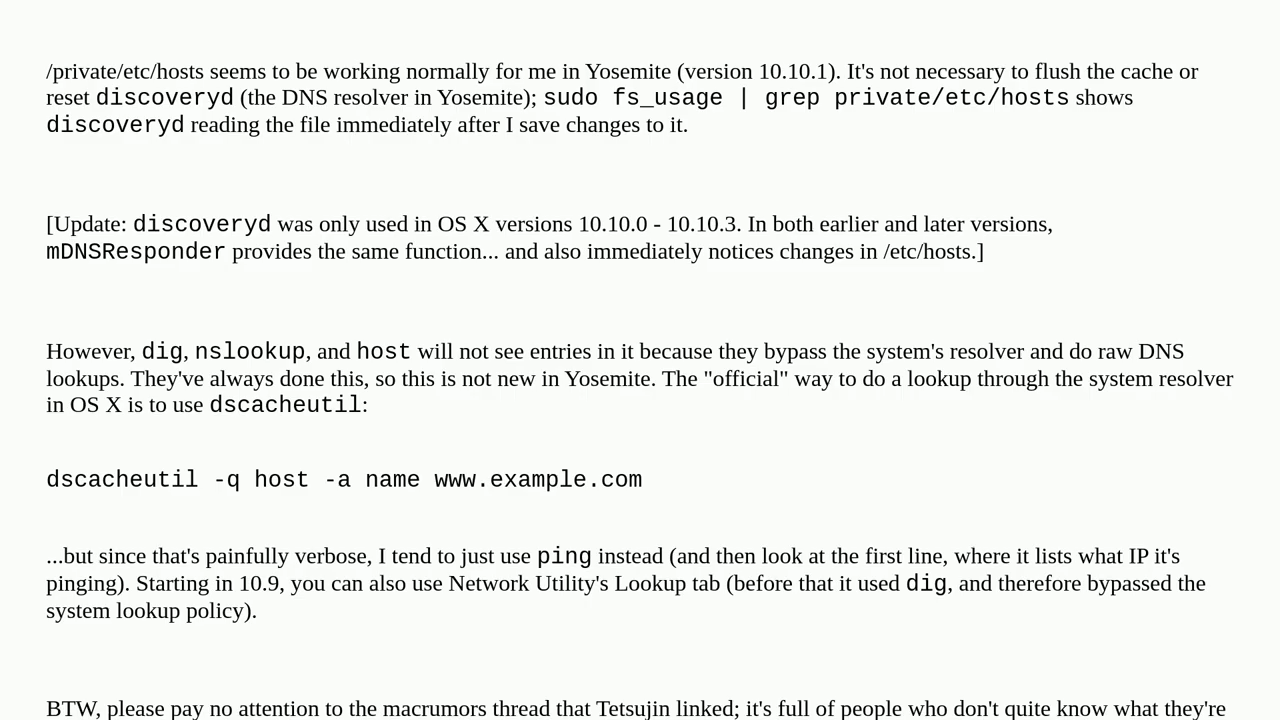 /private/etc/hosts seems to be working normally for me in Yosemite (version 10.10.1). It's not necessary to flush the cache or
reset discoveryd (the DNS resolver in Yosemite); sudo fs_usage | grep private/etc/hosts shows
discoveryd reading the file immediately after I save changes to it.
[Update: discoveryd was only used in OS X versions 10.10.0 - 10.10.3. In both earlier and later versions,
mDNSResponder provides the same function... and also immediately notices changes in /etc/hosts.]
However, dig, nslookup, and host will not see entries in it because they bypass the system's resolver and do raw DNS
lookups. They've always done this, so this is not new in Yosemite. The "official" way to do a lookup through the system resolver
in OS X is to use dscacheutil:
dscacheutil -q host -a name www.example.com
...but since that's painfully verbose, I tend to just use ping instead (and then look at the first line, where it lists what IP it's
pinging). Starting in 10.9, you can also use Network Utility's Lookup tab (before that it used dig, and therefore bypassed the
system lookup policy).
BTW, please pay no attention to the macrumors thread that Tetsujin linked; it's full of people who don't quite know what they're